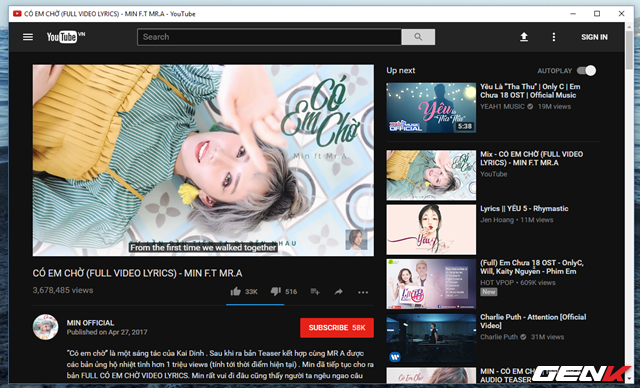 CÓ EM CHỜ (FULL VIDEO LYRICS) - MIN F.T MR.A - YouTube
YouTube VN
Search
SIGN IN
CÓ
EM
CHỜ
Min ft Mr.A
From the first time we walked together
CÓ EM CHỜ (FULL VIDEO LYRICS) - MIN F.T MR.A
3,678,485 views
33K
516
MIN OFFICIAL
Published on Apr 27, 2017
SUBSCRIBE 58K
"Có em chờ" là một sáng tác của Kai Dinh . Sau khi ra bản Teaser kết hợp cùng MR A được
các bản ủng hộ nhiệt tình hơn 1 triệu views (tính tới thời điểm hiện tại) . Min đã tiếp tục cho ra
bản FULL CÓ EM CHỜ VIDEO LYRICS. Min rất vui đi đâu cũng thấy người ta ngêu ngao câu
Up next
AUTOPLAY
Yêu Là "Tha Thu" | Only C | Em
Chưa 18 OST | Official Music
YEAH1 MUSIC
19M views
5:38
Mix - CÓ EM CHỜ (FULL VIDEO
LYRICS) - MIN F.T MR.A
YouTube
Lyrics || YÊU 5 - Rhymastic
Jen Hoang • 11M views
(Full) Em Chưa 18 OST - OnlyC,
Will, Kaity Nguyễn - Phim Em
HOT VPOP • 609K views
New
Charlie Puth - Attention [Official
Video]
Charlie Puth
31M views
MIN - CÓ EM CHỜ
AUDIO TEASER
GENK